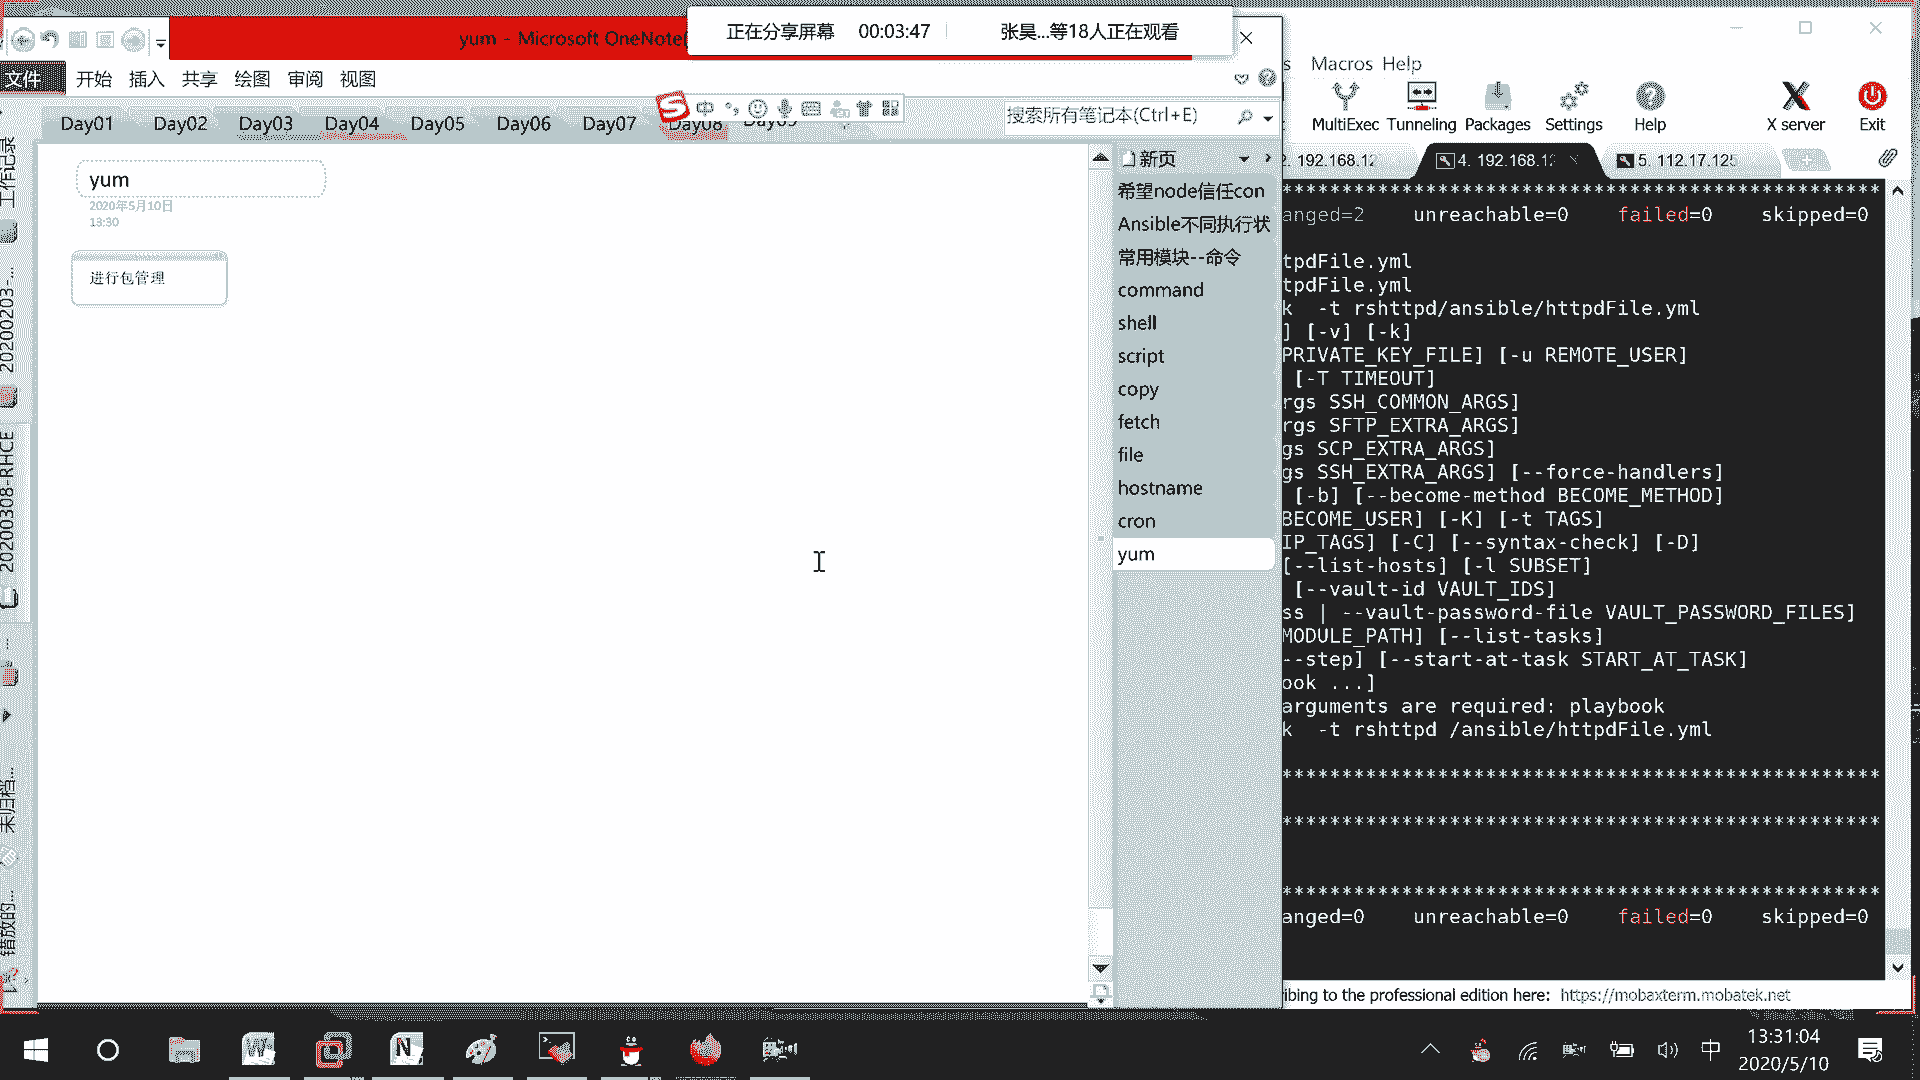 yum - Microsoft OneNote
正在分享屏幕 00:03:47 张昊...等18人正在观看
文件 开始 插入 共享 绘图 审阅 视图
Day01 Day02 Day03 Day04 Day05 Day06 Day07 Day08 Day09
中
搜索所有笔记本(Ctrl+E)
工作记录
20200203-...
20200308-RHCE
...
未归档...
错放的...
yum
2020年5月10日
13:30
进行包管理
新页
希望node信任con
Ansible不同执行状
常用模块--命令
command
shell
script
copy
fetch
file
hostname
cron
yum
s Macros Help
MultiExec Tunneling Packages Settings Help X server Exit
2. 192.168.12 4. 192.168.12 5. 112.17.125
*************************************************
anged=2 unreachable=0 failed=0 skipped=0
tpdFile.yml
tpdFile.yml
k -t rshttpd/ansible/httpdFile.yml
] [-v] [-k]
PRIVATE_KEY_FILE] [-u REMOTE_USER]
[-T TIMEOUT]
rgs SSH_COMMON_ARGS]
rgs SFTP_EXTRA_ARGS]
gs SCP_EXTRA_ARGS]
gs SSH_EXTRA_ARGS] [--force-handlers]
[-b] [--become-method BECOME_METHOD]
BECOME_USER] [-K] [-t TAGS]
IP_TAGS] [-C] [--syntax-check] [-D]
[--list-hosts] [-l SUBSET]
[--vault-id VAULT_IDS]
ss | --vault-password-file VAULT_PASSWORD_FILES]
MODULE_PATH] [--list-tasks]
--step] [--start-at-task START_AT_TASK]
ook ...]
arguments are required: playbook
k -t rshttpd /ansible/httpdFile.yml
*************************************************
*************************************************
*************************************************
anged=0 unreachable=0 failed=0 skipped=0
ibing to the professional edition here: https://mobaxterm.mobatek.net
中
13:31:04
2020/5/10